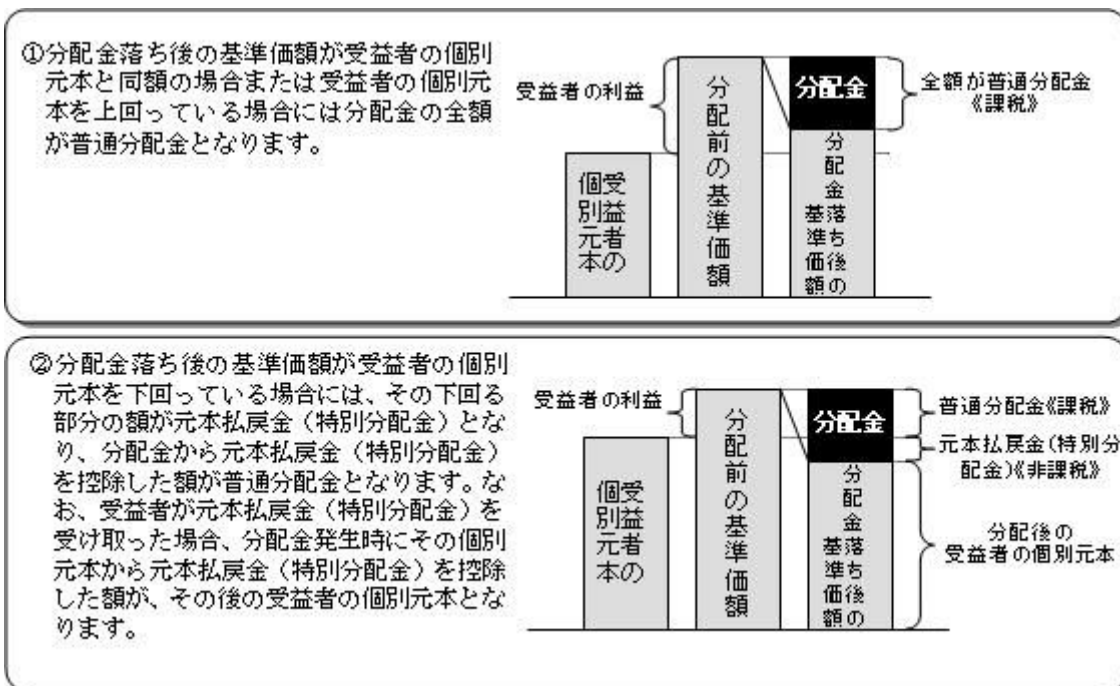 ①分配金落ち後の基準価額が受益者の個別
元本と同額の場合または受益者の個別元
本を上回っている場合には分配金の全額
が普通分配金となります。
受益者の利益
受益者の
個別元本
分配前の基準価額
分配金
分配金落ち後の
基準価額
全額が普通分配金
《課税》
②分配金落ち後の基準価額が受益者の個別
元本を下回っている場合には、その下回る
部分の額が元本払戻金（特別分配金）とな
り、分配金から元本払戻金（特別分配金）
を控除した額が普通分配金となります。な
お、受益者が元本払戻金（特別分配金）を
受け取った場合、分配金発生時にその個別
元本から元本払戻金（特別分配金）を控除
した額が、その後の受益者の個別元本とな
ります。
受益者の利益
受益者の
個別元本
分配前の基準価額
分配金
分配金落ち後の
基準価額
普通分配金《課税》
元本払戻金(特別分
配金)《非課税》
分配後の
受益者の個別元本